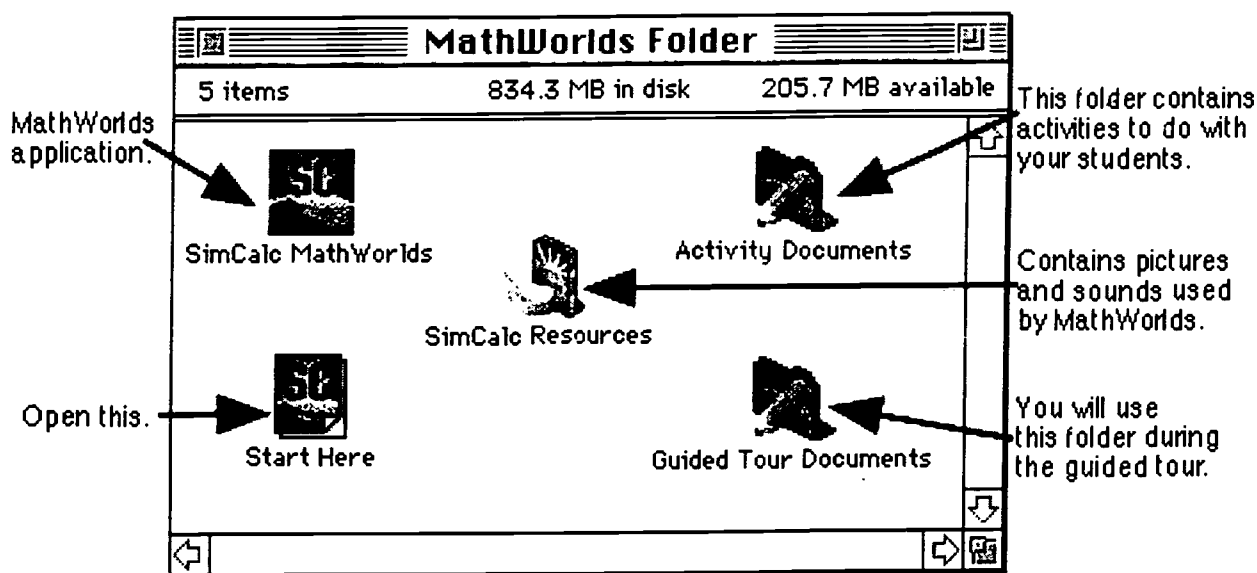 MathWorlds Folder
5 items 834.3 MB in disk 205.7 MB available
MathWorlds
application.
This folder contains
activities to do with
your students.
SimCalc MathWorlds
Activity Documents
SimCalc Resources
Contains pictures
and sounds used
by MathWorlds.
Open this.
Start Here
Guided Tour Documents
You will use
this folder during
the guided tour.